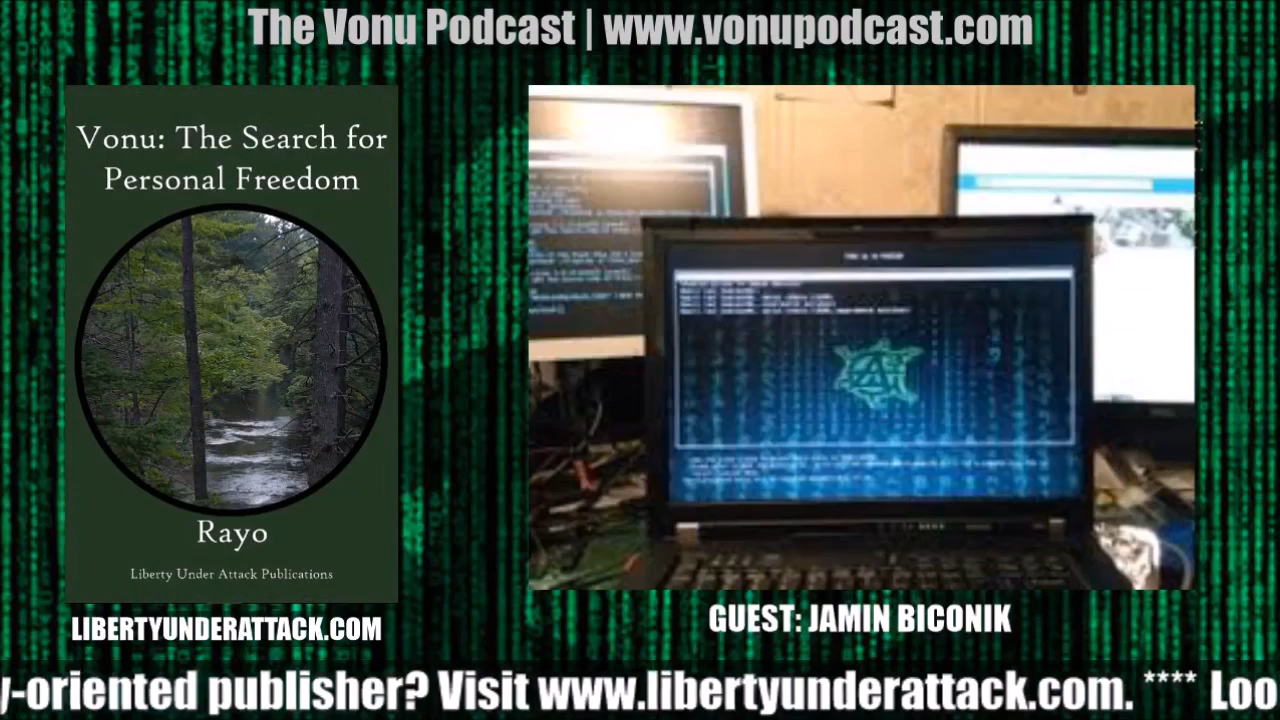 The Vonu Podcast | www.vonupodcast.com
Vonu: The Search for
Personal Freedom
Rayo
Liberty Under Attack Publications
LIBERTYUNDERATTACK.COM
GUEST: JAMIN BICONIK
y-oriented publisher? Visit www.libertyunderattack.com. **** Loo